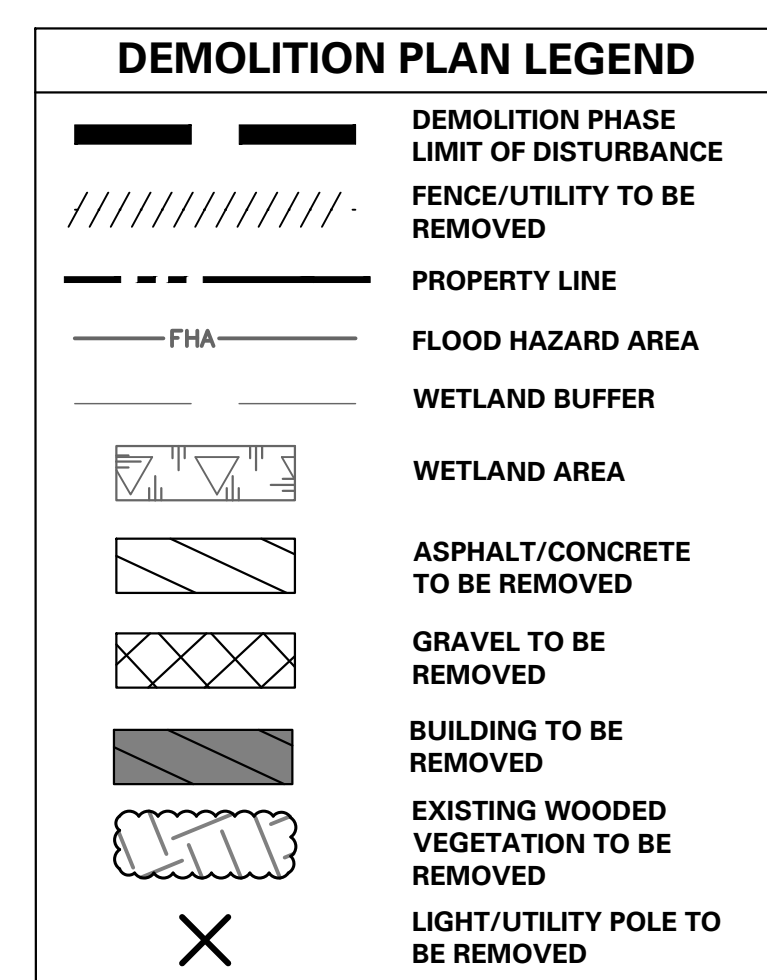 DEMOLITION PLAN LEGEND
DEMOLITION PHASE
LIMIT OF DISTURBANCE
FENCE/UTILITY TO BE
REMOVED
PROPERTY LINE
FHA
FLOOD HAZARD AREA
WETLAND BUFFER
WETLAND AREA
ASPHALT/CONCRETE
TO BE REMOVED
GRAVEL TO BE
REMOVED
BUILDING TO BE
REMOVED
EXISTING WOODED
VEGETATION TO BE
REMOVED
LIGHT/UTILITY POLE TO
BE REMOVED